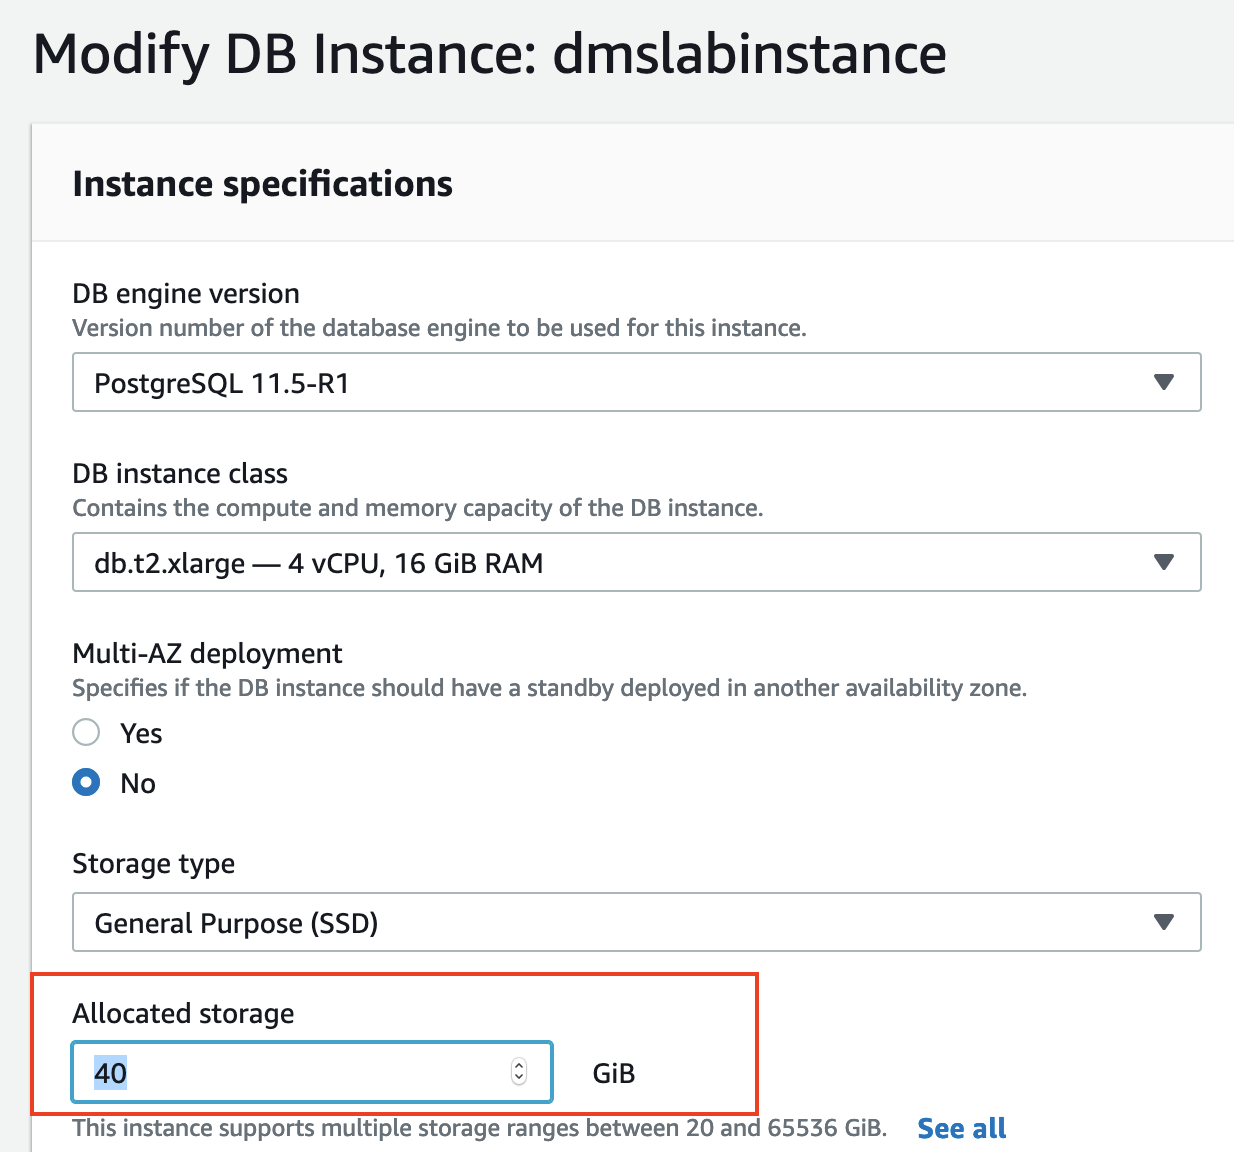 Modify DB Instance: dmslabinstance
Instance specifications
DB engine version
Version number of the database engine to be used for this instance.
PostgreSQL 11.5-R1
DB instance class
Contains the compute and memory capacity of the DB instance.
db.t2.xlarge — 4 vCPU, 16 GiB RAM
Multi-AZ deployment
Specifies if the DB instance should have a standby deployed in another availability zone.
Yes
No
Storage type
General Purpose (SSD)
Allocated storage
40 GiB
This instance supports multiple storage ranges between 20 and 65536 GiB. See all